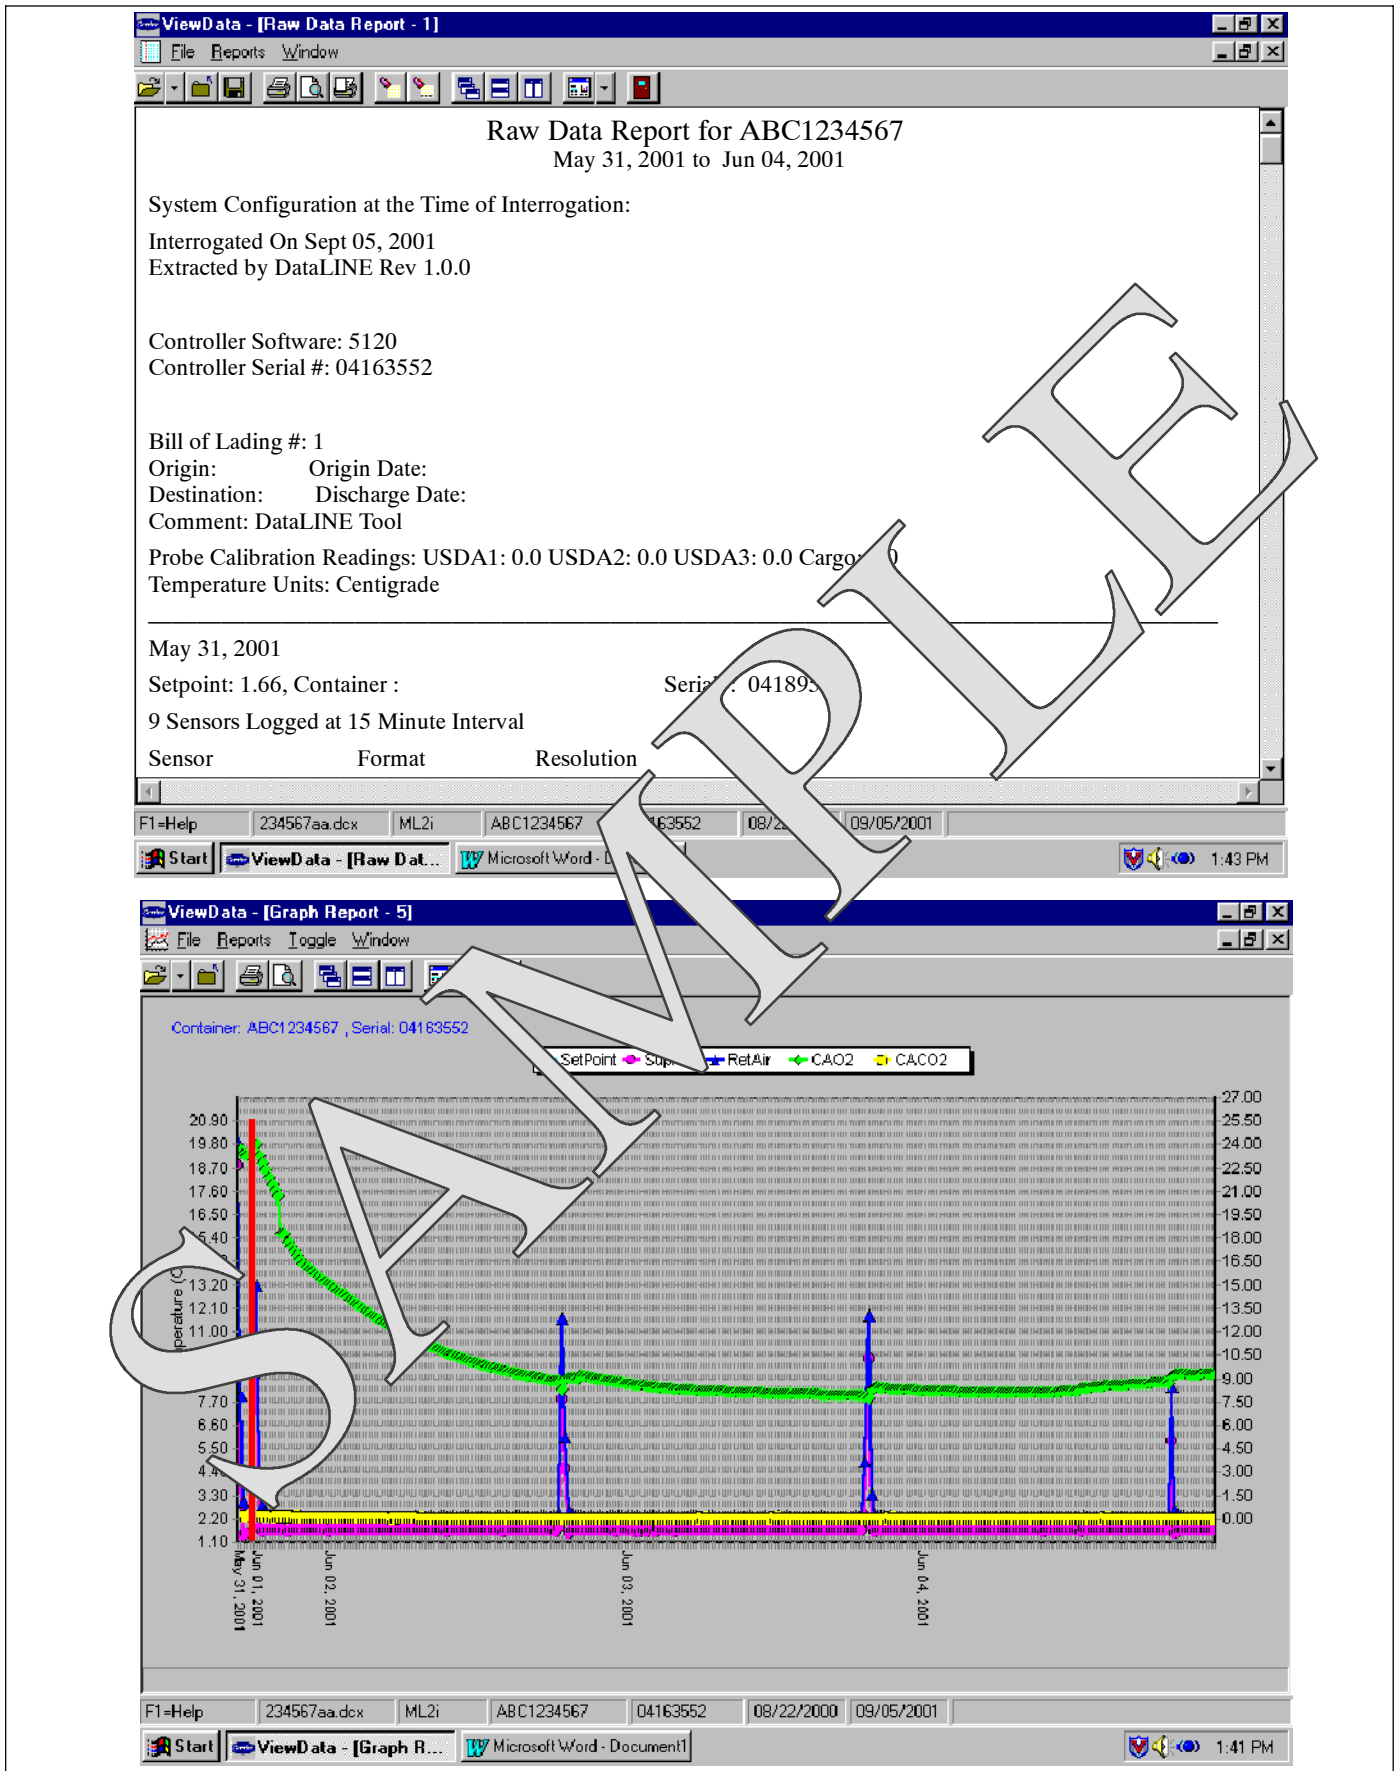 ViewData - [Raw Data Report - 1]
File Reports Window
Raw Data Report for ABC1234567
May 31, 2001 to Jun 04, 2001
System Configuration at the Time of Interrogation:
Interrogated On Sept 05, 2001
Extracted by DataLINE Rev 1.0.0
Controller Software: 5120
Controller Serial #: 04163552
Bill of Lading #: 1
Origin: Origin Date:
Destination: Discharge Date:
Comment: DataLINE Tool
Probe Calibration Readings: USDA1: 0.0 USDA2: 0.0 USDA3: 0.0 Cargo:
Temperature Units: Centigrade
May 31, 2001
Setpoint: 1.66, Container :
9 Sensors Logged at 15 Minute Interval
Sensor Format Resolution
F1=Help 234567aa.dcx ML2i ABC1234567 09/05/2001
Start ViewData - [Raw Dat... Microsoft Word - 1:43 PM
SAMPLE
ViewData - [Graph Report - 5]
File Reports Toggle Window
Container: ABC1234567 , Serial: 04163552
SetPoint RetAir CAO2 CACO2
20.90
19.80
18.70
17.60
16.50
13.20
12.10
11.00
7.70
6.60
5.50
3.30
2.20
1.10
27.00
25.50
24.00
22.50
21.00
19.50
18.00
16.50
15.00
13.50
12.00
10.50
9.00
7.50
6.00
4.50
3.00
1.50
0.00
May 31, 2001
Jun 01, 2001
Jun 02, 2001
Jun 03, 2001
Jun 04, 2001
F1=Help 234567aa.dcx ML2i ABC1234567 04163552 08/22/2000 09/05/2001
Start ViewData - [Graph R... Microsoft Word - Document1 1:41 PM